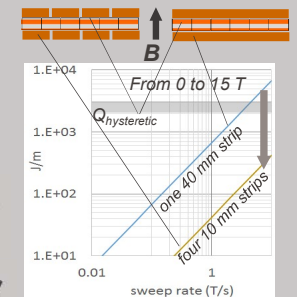 B
From 0 to 15 T
1.E+04
Qhysteretic
1.E+03
J/m
one 40 mm strip
1.E+02
four 10 mm strips
1.E+01
0.01
1
sweep rate (T/s)